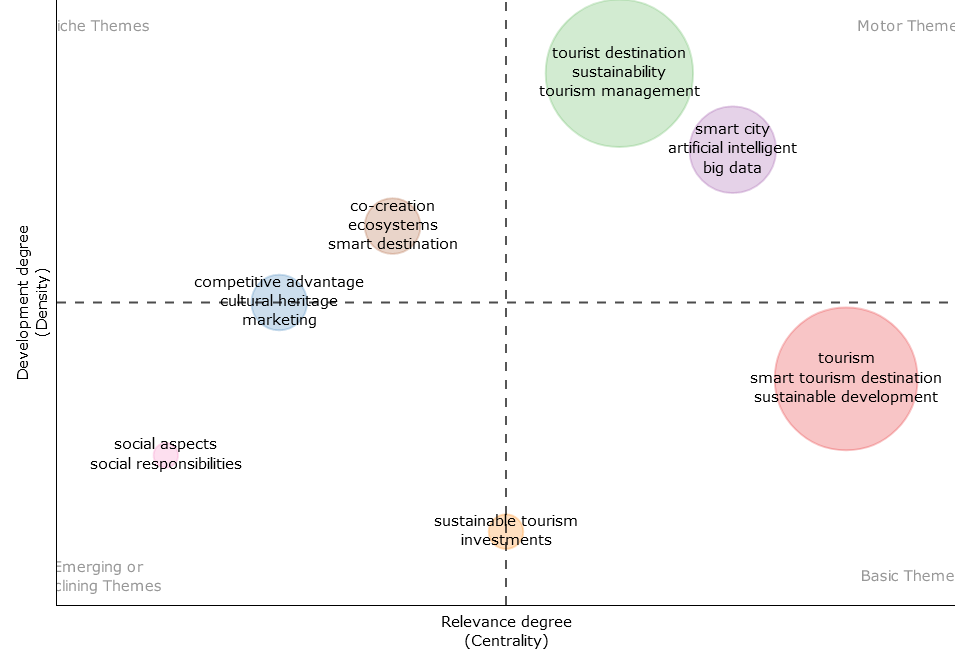 iche Themes
Motor Theme
tourist destination
sustainability
tourism management
smart city
artificial intelligent
big data
co-creation
ecosystems
smart destination
competitive advantage
cultural heritage
marketing
Development degree
(Density)
tourism
smart tourism destination
sustainable development
social aspects
social responsibilities
sustainable tourism
investments
Emerging or
clining Themes
Basic Theme
Relevance degree
(Centrality)